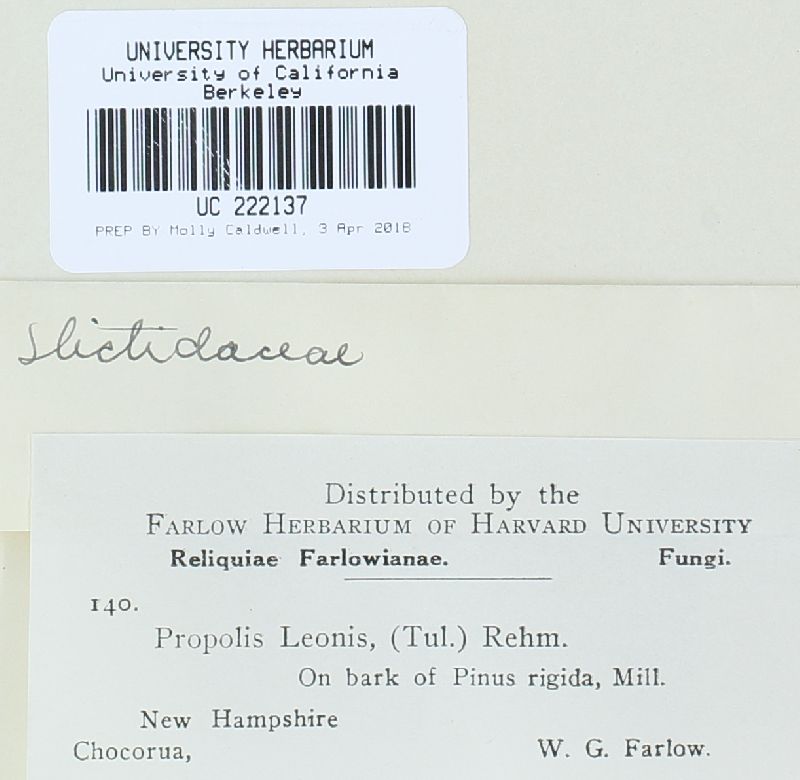 UNIVERSITY HERBARIUM
University of California
Berkeley
UC 222137
PREP BY Molly Caldwell, 3 Apr 2018
Stictidaceae
Distributed by the
FARLOW HERBARIUM OF HARVARD UNIVERSITY
Reliquiae Farlowianae. Fungi.
140.
Propolis Leonis, (Tul.) Rehm.
On bark of Pinus rigida, Mill.
New Hampshire
Chocorua, W. G. Farlow.